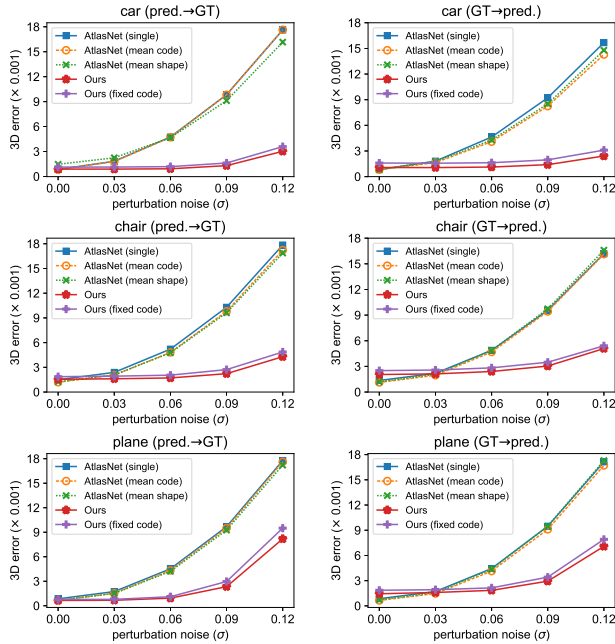 car (pred.→GT)
18
15
12
9
6
3
0
3D error (× 0.001)
AtlasNet (single)
AtlasNet (mean code)
AtlasNet (mean shape)
Ours
Ours (fixed code)
0.00 0.03 0.06 0.09 0.12
perturbation noise (σ)
car (GT→pred.)
18
15
12
9
6
3
0
3D error (× 0.001)
AtlasNet (single)
AtlasNet (mean code)
AtlasNet (mean shape)
Ours
Ours (fixed code)
0.00 0.03 0.06 0.09 0.12
perturbation noise (σ)
chair (pred.→GT)
18
15
12
9
6
3
0
3D error (× 0.001)
AtlasNet (single)
AtlasNet (mean code)
AtlasNet (mean shape)
Ours
Ours (fixed code)
0.00 0.03 0.06 0.09 0.12
perturbation noise (σ)
chair (GT→pred.)
18
15
12
9
6
3
0
3D error (× 0.001)
AtlasNet (single)
AtlasNet (mean code)
AtlasNet (mean shape)
Ours
Ours (fixed code)
0.00 0.03 0.06 0.09 0.12
perturbation noise (σ)
plane (pred.→GT)
18
15
12
9
6
3
0
3D error (× 0.001)
AtlasNet (single)
AtlasNet (mean code)
AtlasNet (mean shape)
Ours
Ours (fixed code)
0.00 0.03 0.06 0.09 0.12
perturbation noise (σ)
plane (GT→pred.)
18
15
12
9
6
3
0
3D error (× 0.001)
AtlasNet (single)
AtlasNet (mean code)
AtlasNet (mean shape)
Ours
Ours (fixed code)
0.00 0.03 0.06 0.09 0.12
perturbation noise (σ)